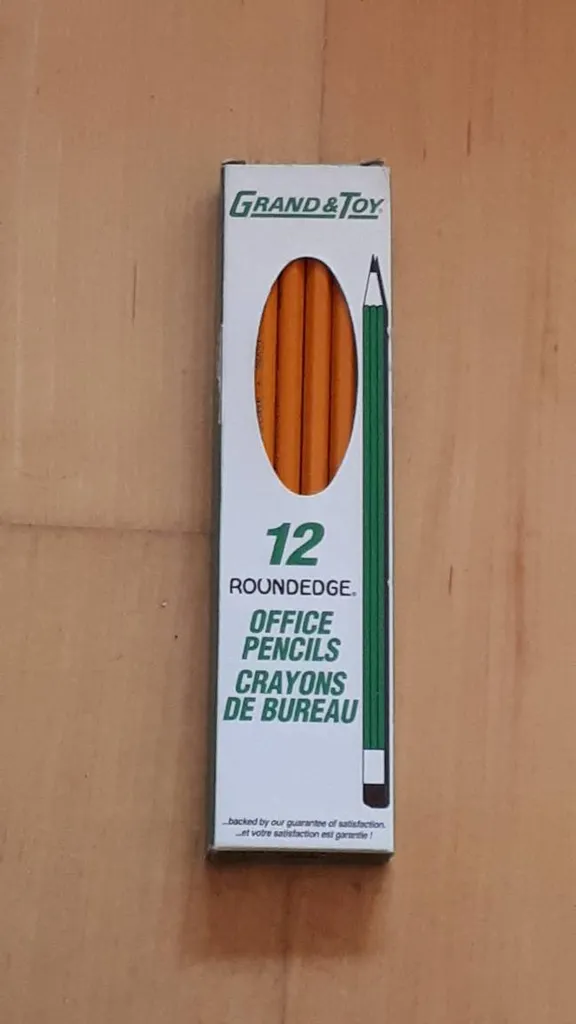 GRAND & TOY®
12
ROUNDEDGE®
OFFICE
PENCILS
CRAYONS
DE BUREAU
...backed by our guarantee of satisfaction.
...et votre satisfaction est garantie !